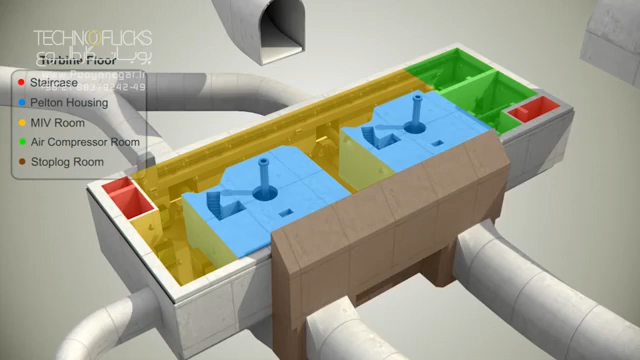 TECHNOFLICKS
Turbine Floor
Staircase
Pelton Housing
MIV Room
Air Compressor Room
Stoplog Room